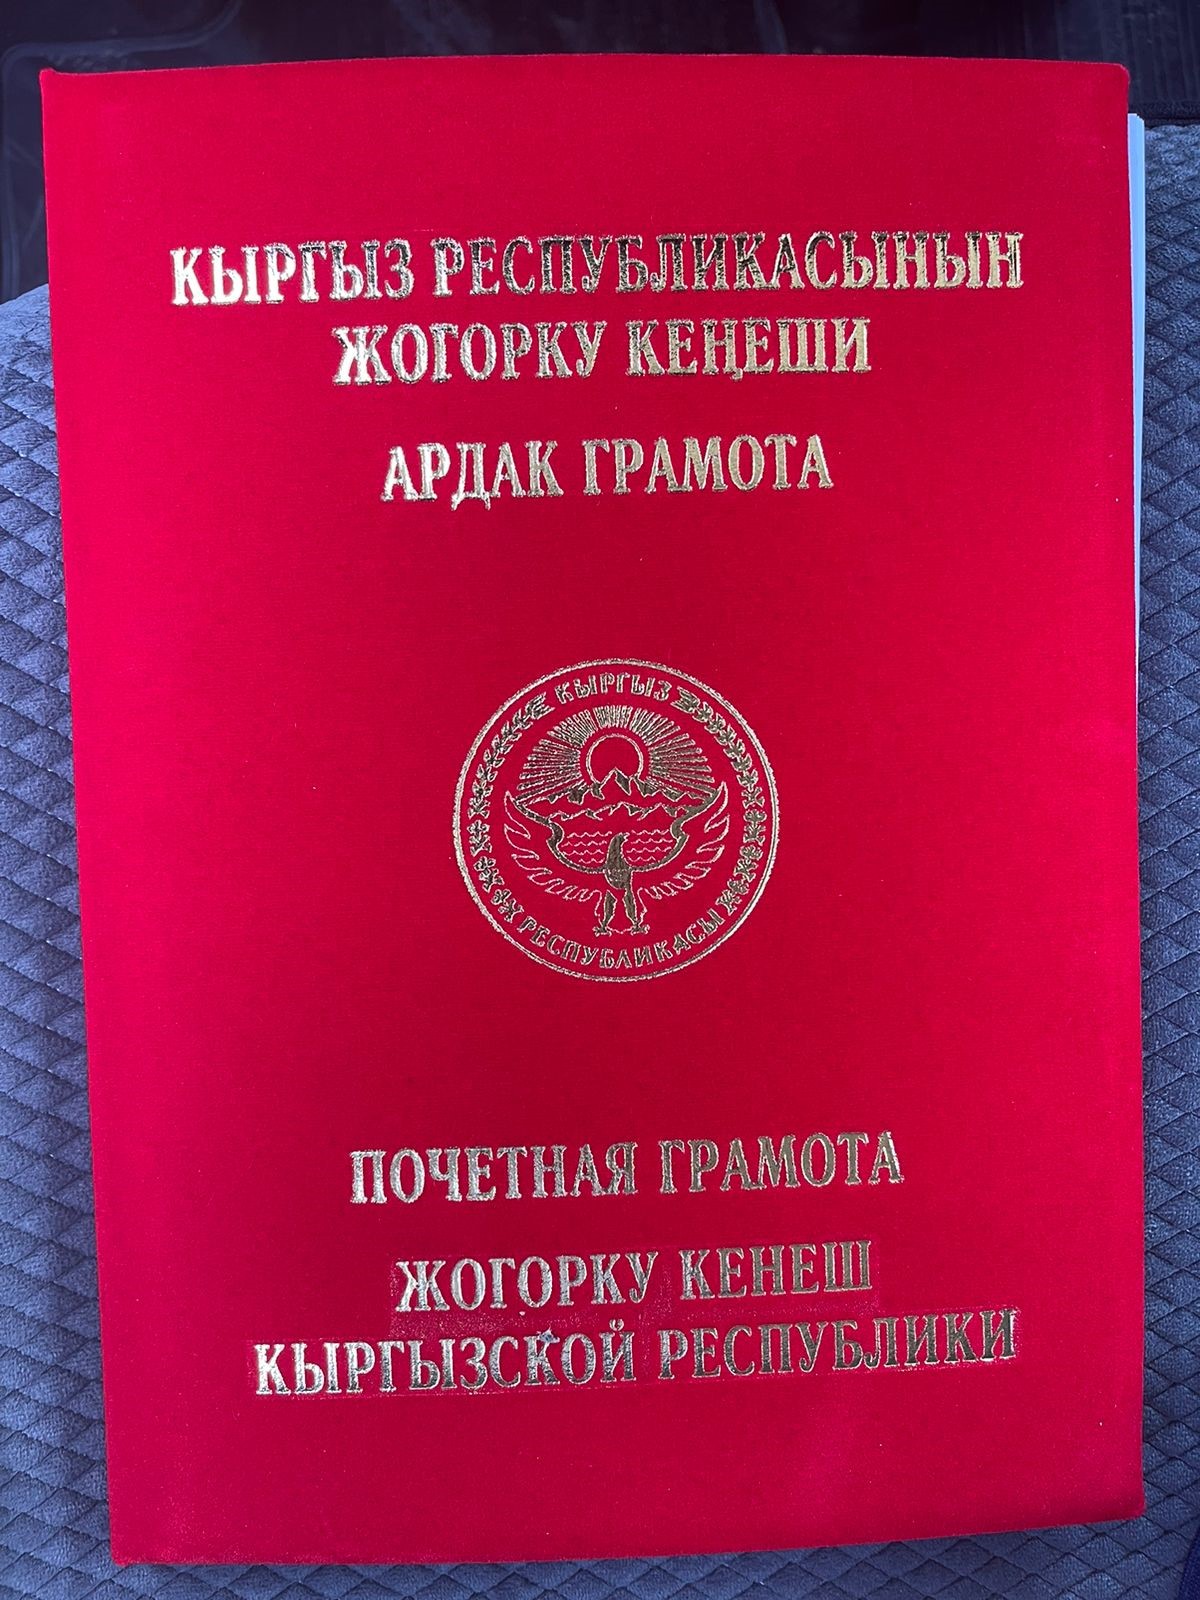 КЫРГЫЗ РЕСПУБЛИКАСЫНЫН
ЖОГОРКУ КЕҢЕШИ
АРДАК ГРАМОТА
КЫРГЫЗ
РЕСПУБЛИКАСЫ
ПОЧЕТНАЯ ГРАМОТА
ЖОГОРКУ КЕНЕШ
КЫРГЫЗСКОЙ РЕСПУБЛИКИ